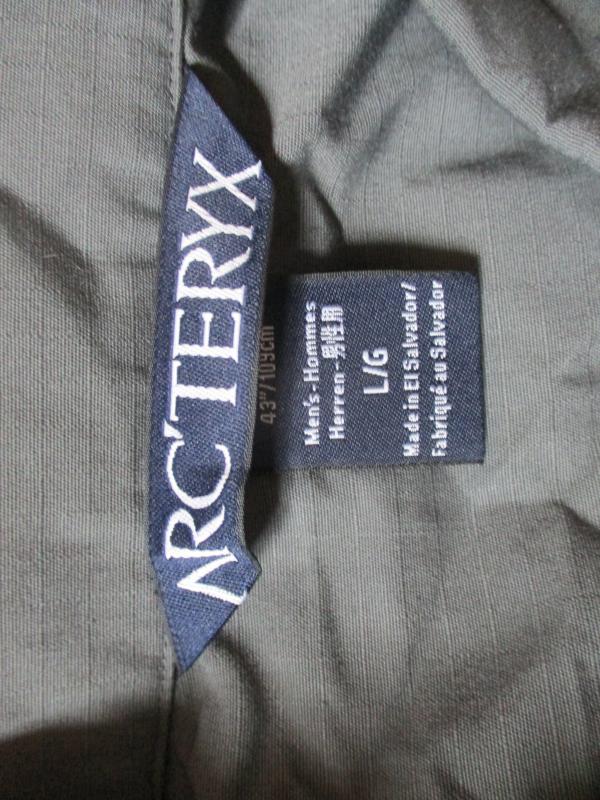 ARC'TERYX
43"/109cm
Men's - Hommes
Herren - 男性用
L/G
Made in El Salvador/
Fabriqué au Salvador